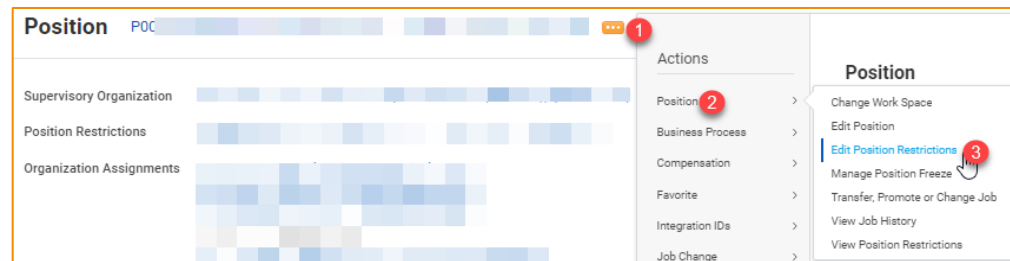 Position P00
1
Actions
Supervisory Organization
Position Restrictions
Organization Assignments
Position 2
Business Process
Compensation
Favorite
Integration IDs
Job Change
Position
Change Work Space
Edit Position
Edit Position Restrictions 3
Manage Position Freeze
Transfer, Promote or Change Job
View Job History
View Position Restrictions